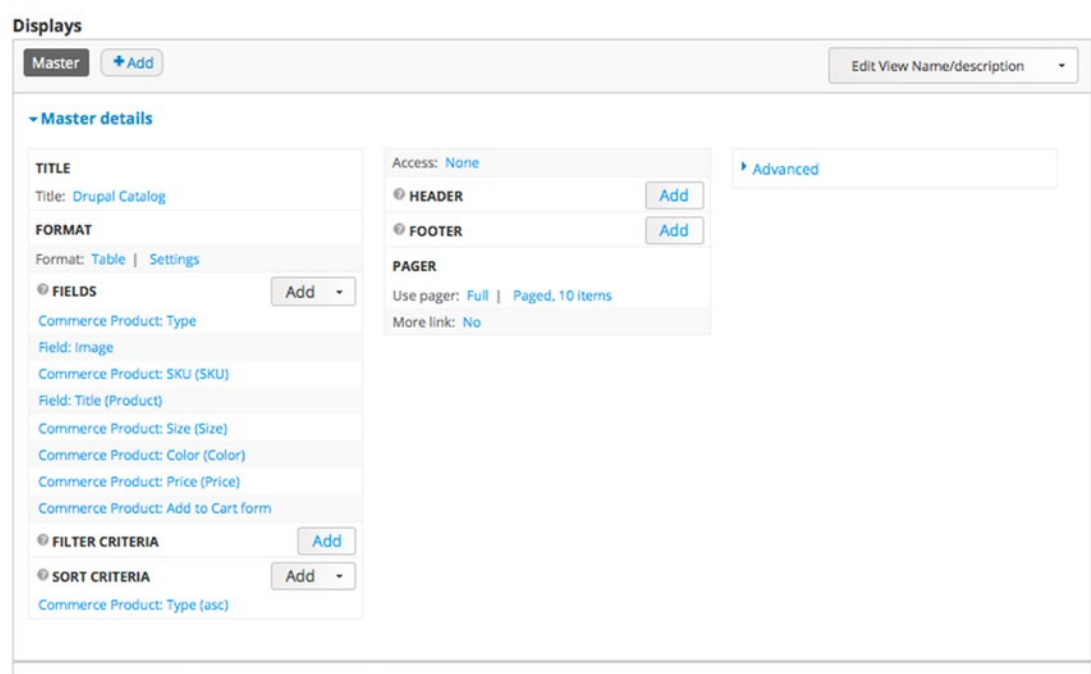 Displays
Master +Add Edit View Name/description
Master details
TITLE
Title: Drupal Catalog
FORMAT
Format: Table | Settings
FIELDS Add
Commerce Product: Type
Field: Image
Commerce Product: SKU (SKU)
Field: Title (Product)
Commerce Product: Size (Size)
Commerce Product: Color (Color)
Commerce Product: Price (Price)
Commerce Product: Add to Cart form
FILTER CRITERIA Add
SORT CRITERIA Add
Commerce Product: Type (asc)
Access: None
HEADER Add
FOOTER Add
PAGER
Use pager: Full | Paged, 10 items
More link: No
Advanced